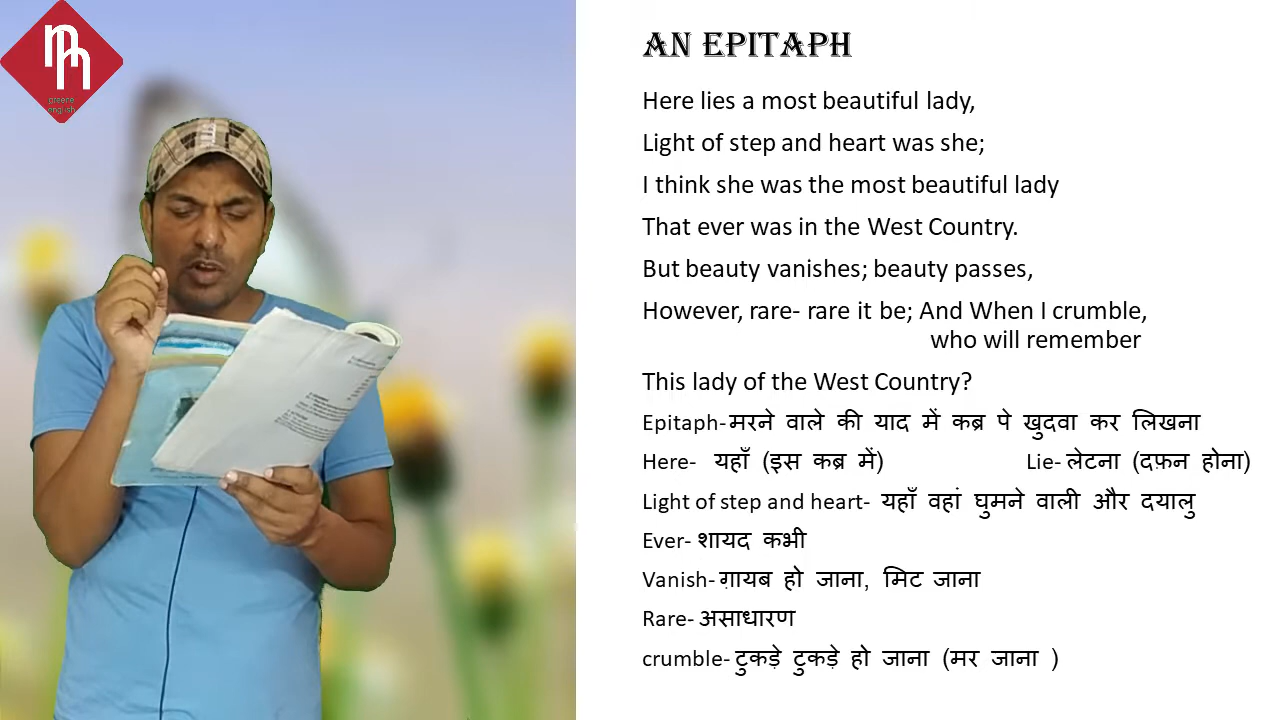 greene
english
AN EPITAPH
Here lies a most beautiful lady,
Light of step and heart was she;
I think she was the most beautiful lady
That ever was in the West Country.
But beauty vanishes; beauty passes,
However, rare- rare it be; And When I crumble,
who will remember
This lady of the West Country?
Epitaph-मरने वाले की याद में कब्र पे खुदवा कर लिखना
Here- यहाँ (इस कब्र में) Lie- लेटना (दफ़न होना)
Light of step and heart- यहाँ वहां घुमने वाली और दयालु
Ever- शायद कभी
Vanish- ग़ायब हो जाना, मिट जाना
Rare- असाधारण
crumble- टुकड़े टुकड़े हो जाना (मर जाना )